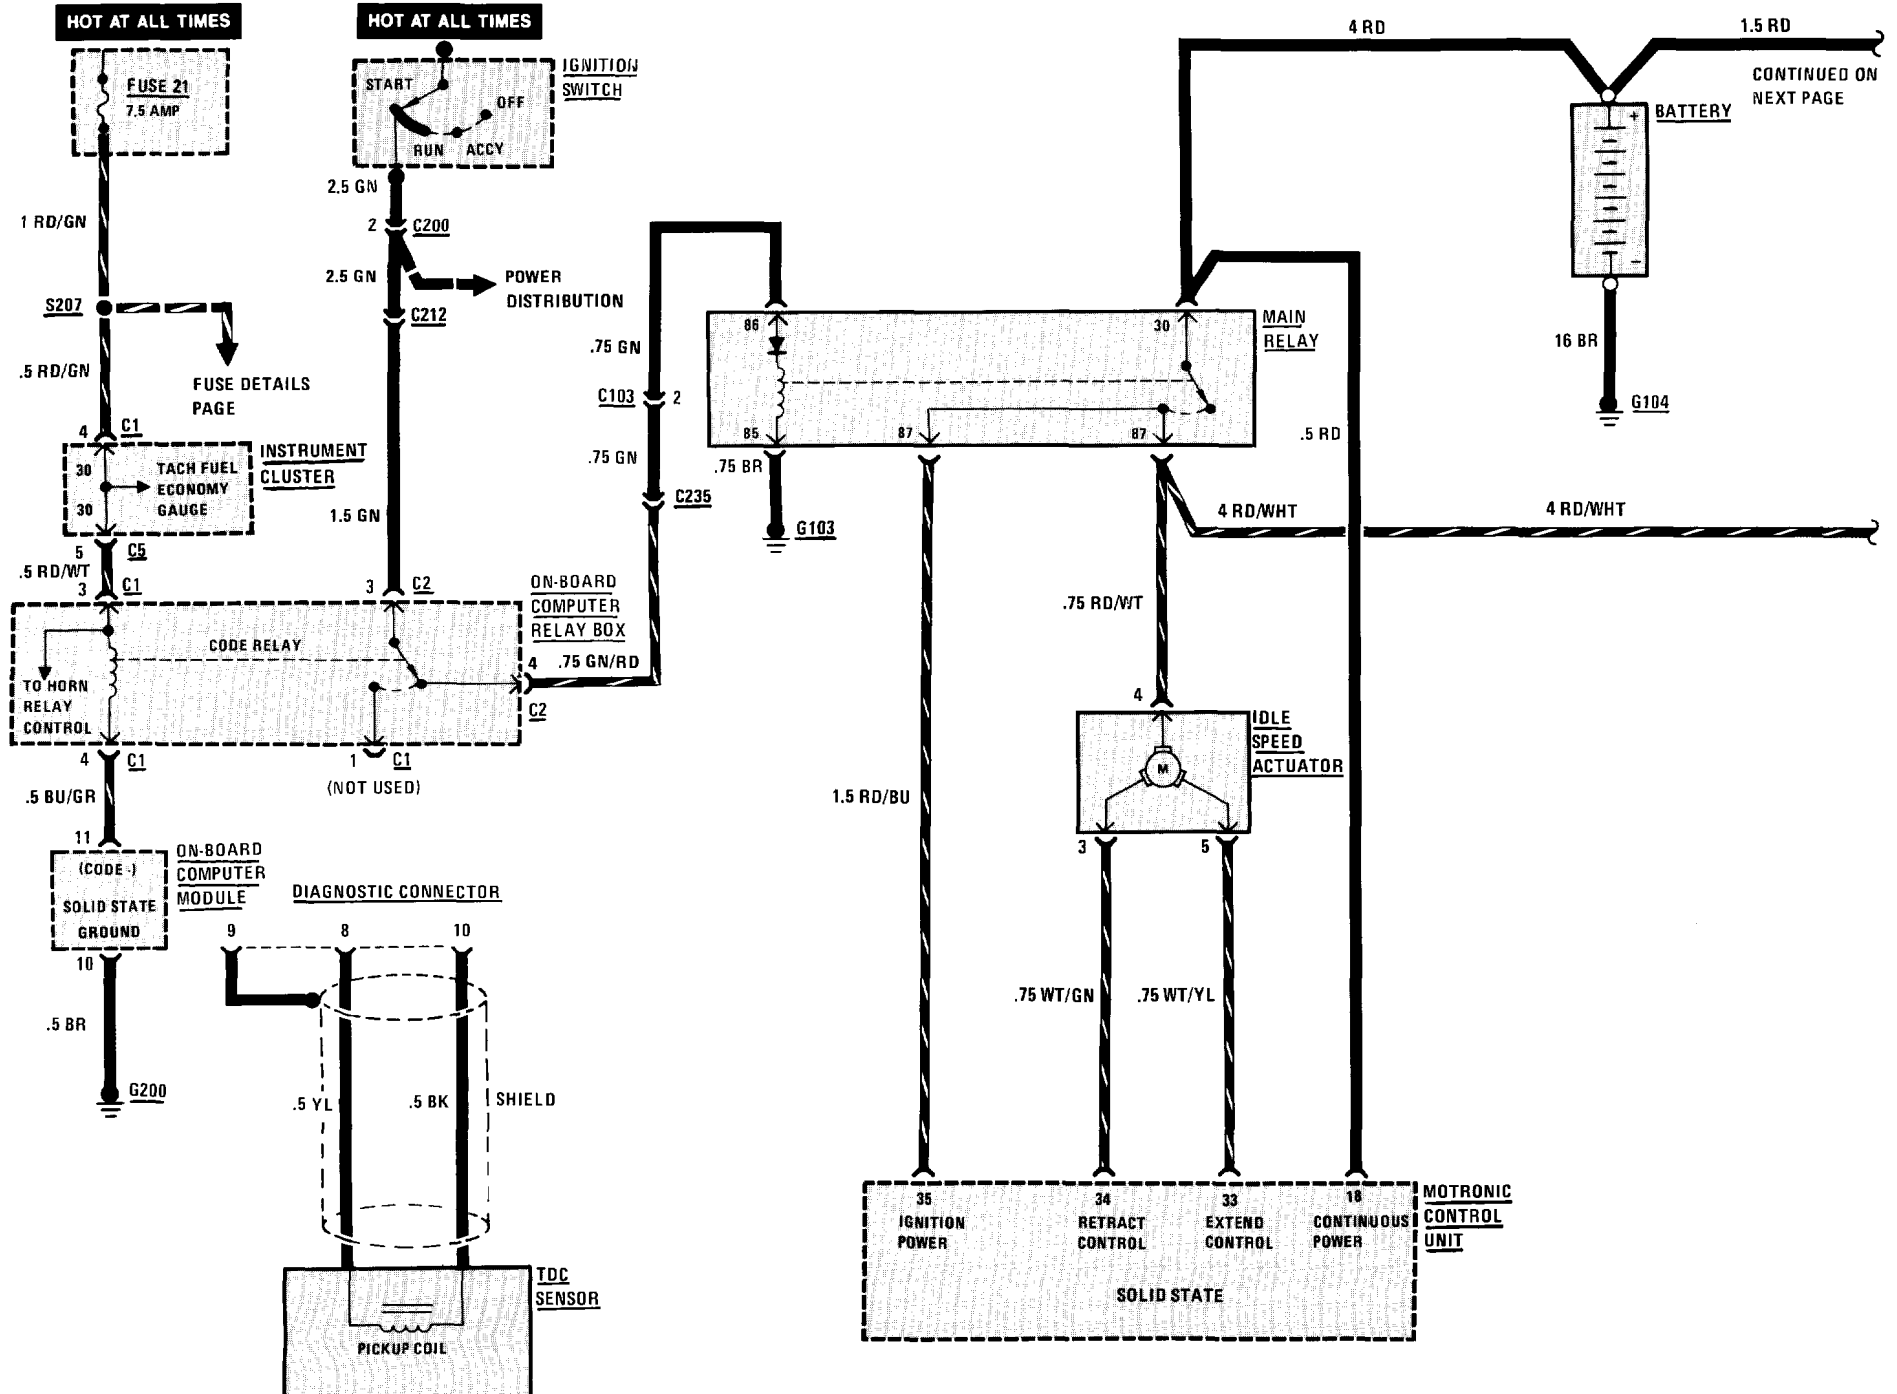 HOT AT ALL TIMES
HOT AT ALL TIMES
4 RD
1.5 RD
CONTINUED ON
NEXT PAGE
FUSE 21
7.5 AMP
IGNITION
SWITCH
START
OFF
RUN
ACCY
BATTERY
+
−
2.5 GN
1 RD/GN
2
C200
2.5 GN
POWER
DISTRIBUTION
S207
C212
MAIN
RELAY
86
30
.75 GN
16 BR
.5 RD/GN
FUSE DETAILS
PAGE
C103
2
G104
4
C1
85
87
87
.5 RD
INSTRUMENT
CLUSTER
30
TACH FUEL
ECONOMY
GAUGE
30
.75 GN
.75 BR
C235
1.5 GN
G103
4 RD/WHT
4 RD/WHT
5
C5
.5 RD/WT
3
C1
3
C2
ON-BOARD
COMPUTER
RELAY BOX
.75 RD/WT
CODE RELAY
4
.75 GN/RD
TO HORN
RELAY
CONTROL
C2
4
IDLE
SPEED
ACTUATOR
M
4
C1
1
C1
(NOT USED)
.5 BU/GR
1.5 RD/BU
11
3
5
ON-BOARD
COMPUTER
MODULE
(CODE-)
SOLID STATE
GROUND
DIAGNOSTIC CONNECTOR
9
8
10
10
.75 WT/GN
.75 WT/YL
.5 BR
G200
.5 YL
.5 BK
SHIELD
35
34
33
18
MOTRONIC
CONTROL
UNIT
IGNITION
POWER
RETRACT
CONTROL
EXTEND
CONTROL
CONTINUOUS
POWER
SOLID STATE
TDC
SENSOR
PICKUP COIL